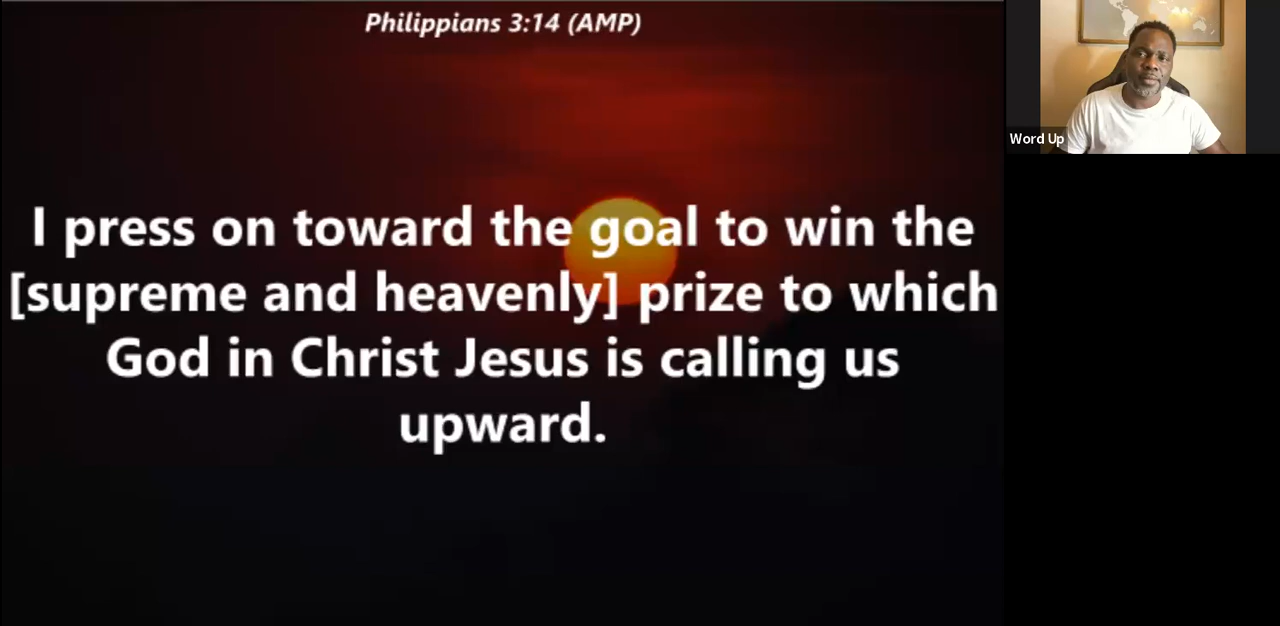 Philippians 3:14 (AMP)
I press on toward the goal to win the
[supreme and heavenly] prize to which
God in Christ Jesus is calling us
upward.
Word Up